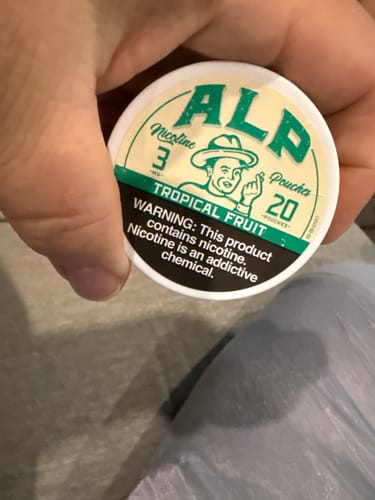 ALP
Nicotine
Pouches
3
MG
20
POUCHES
TROPICAL FRUIT
WARNING: This product
contains nicotine.
Nicotine is an addictive
chemical.